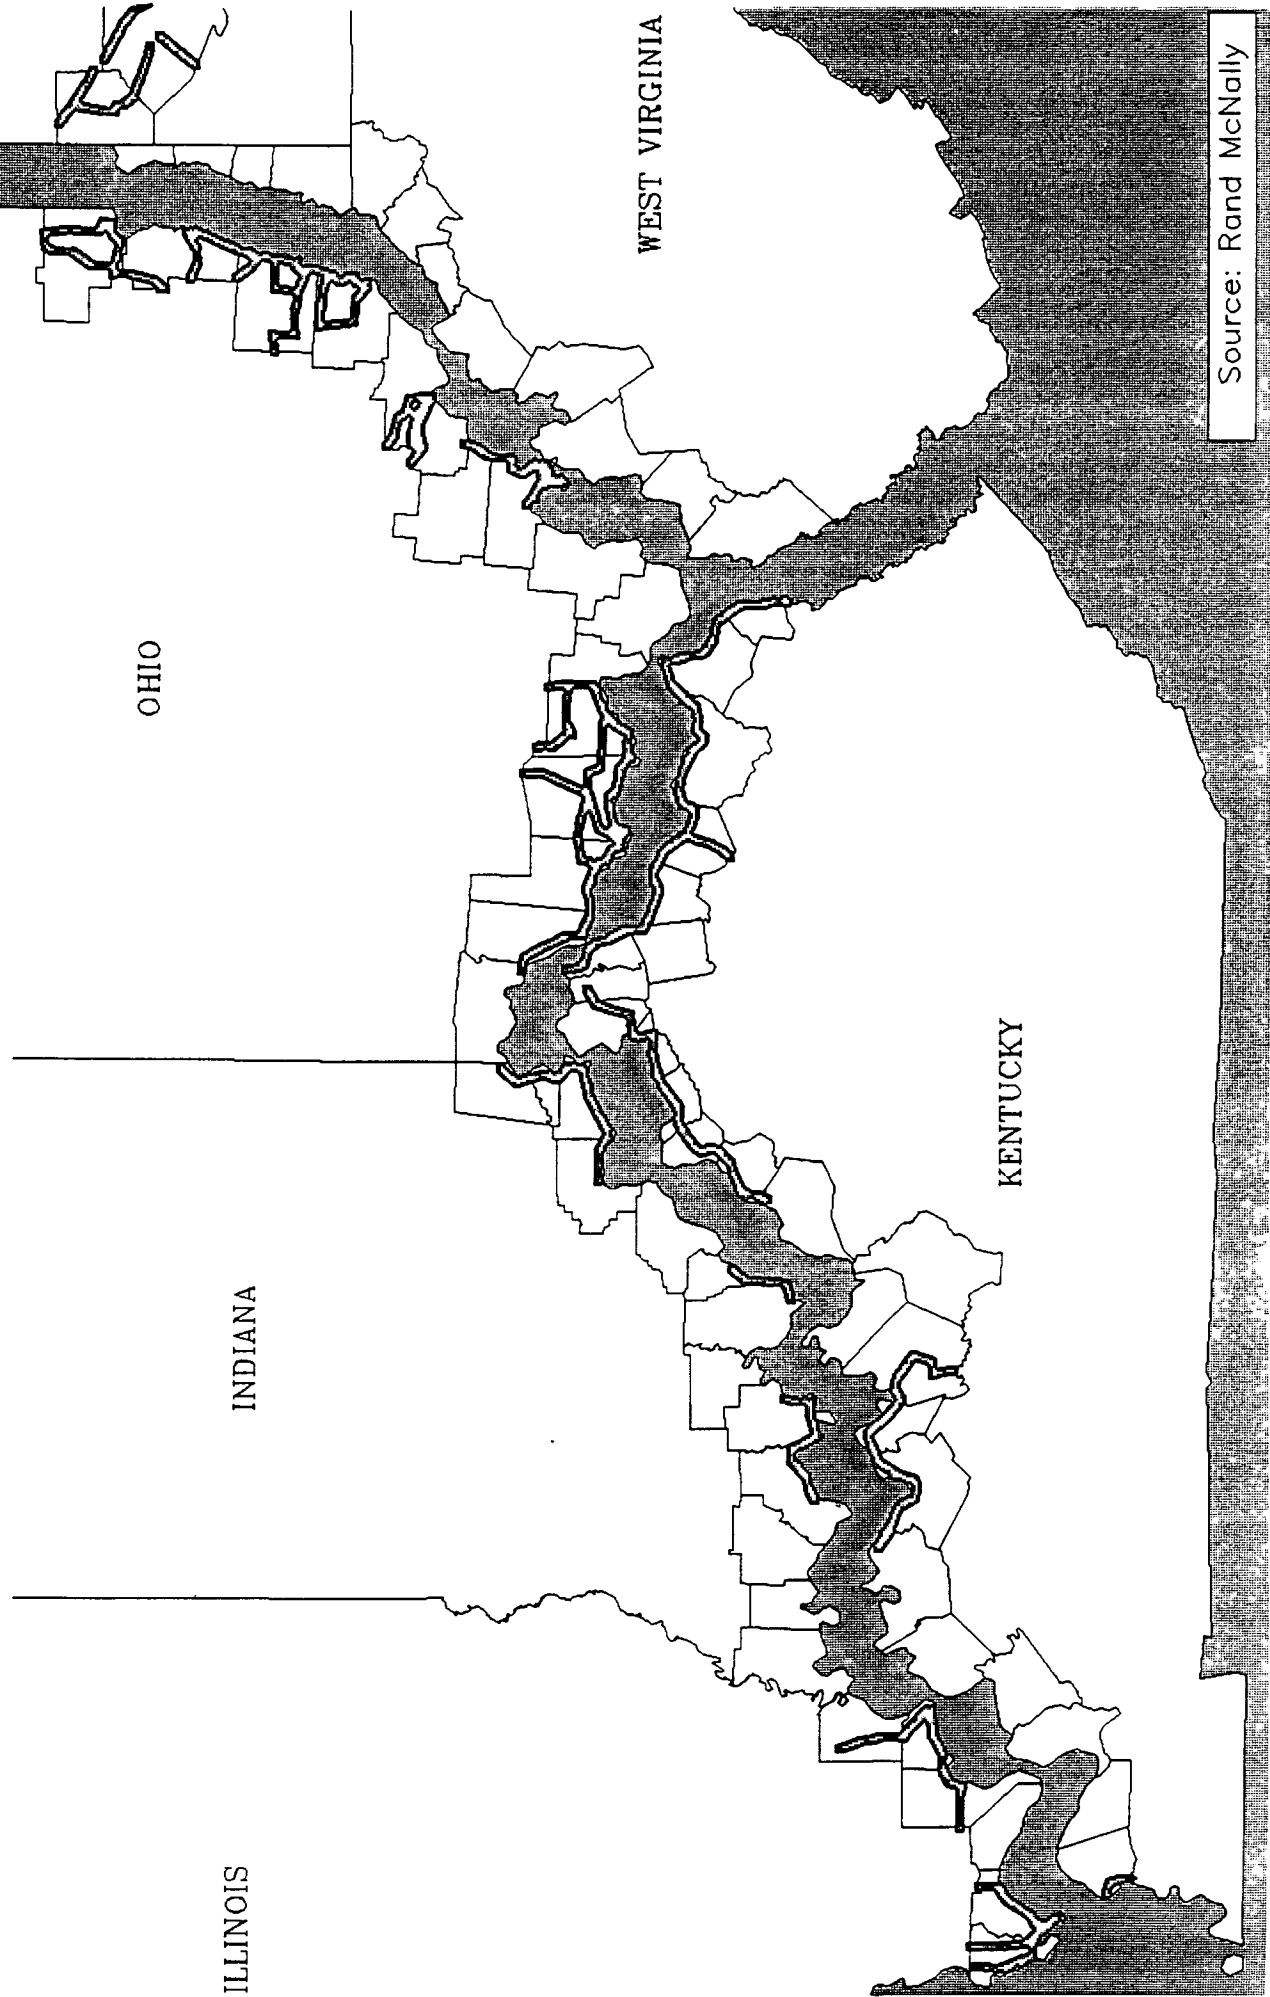 ILLINOIS
INDIANA
OHIO
KENTUCKY
WEST VIRGINIA
Source: Rand McNally